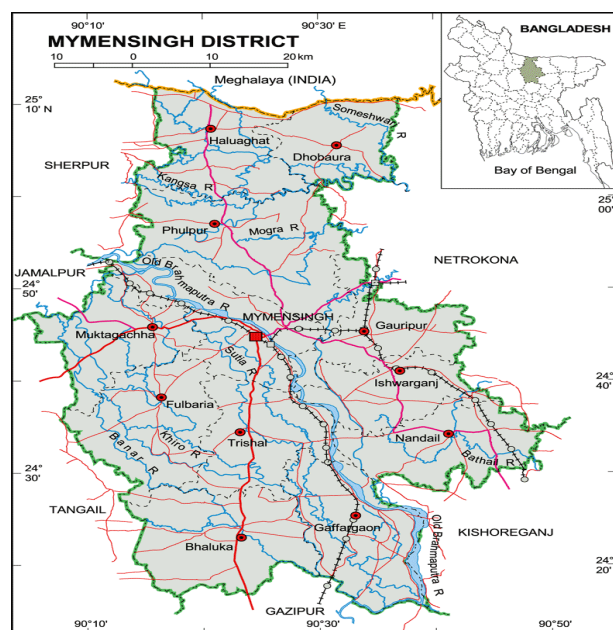 90°10'
90°30' E
MYMENSINGH DISTRICT
10 0 10 20 km
BANGLADESH
Bay of Bengal
Meghalaya (INDIA)
25°
10' N
Someshwari R
Haluaghat
Dhobaura
SHERPUR
Kangsa R
25°
00'
Phulpur
Mogra R
NETROKONA
JAMALPUR
Old Brahmaputra R
24°
50'
MYMENSINGH
Muktagachha
Gauripur
Sutia R
Ishwarganj
24°
40'
Fulbaria
Trishal
Nandail
Khiro R
Banar R
Bathail R
24°
30'
TANGAIL
Gaffargaon
Old Brahmaputra R
KISHOREGANJ
Bhaluka
24°
20'
GAZIPUR
90°10'
90°30'
90°50'